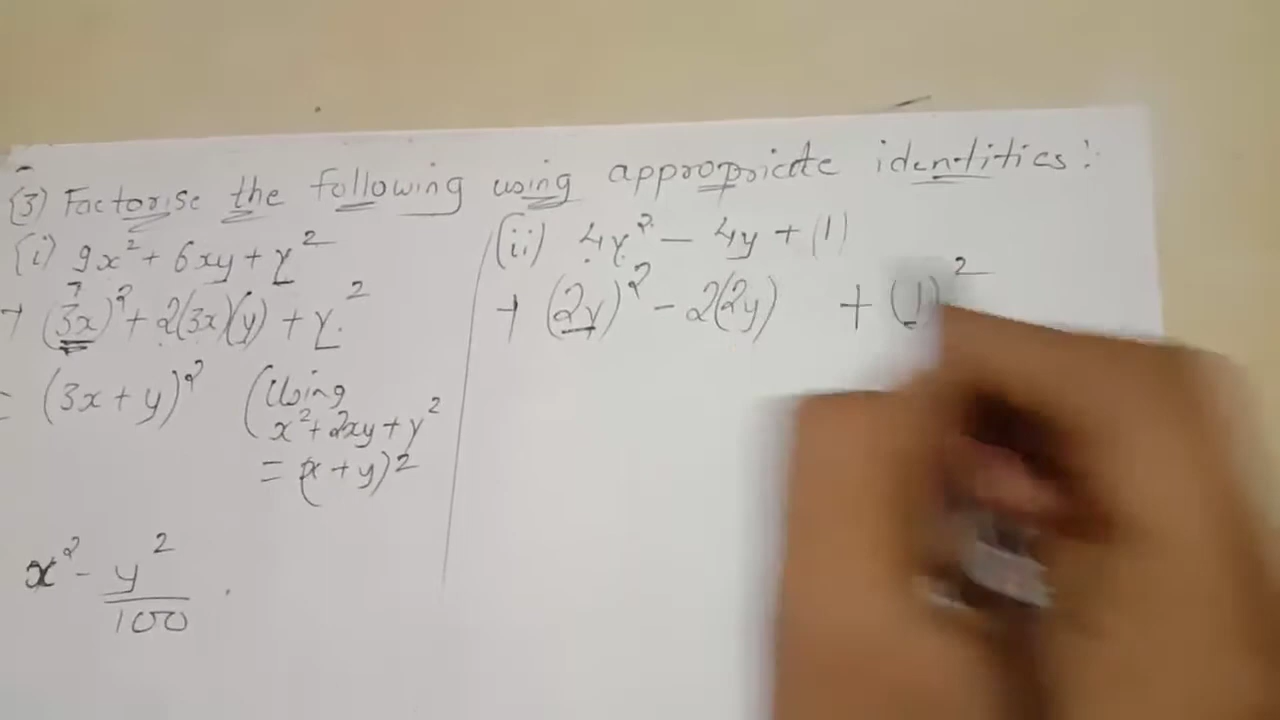 (3) Factorise the following using appropriate identities:
(i) 9x² + 6xy + y²
→ (3x)² + 2(3x)(y) + y²
= (3x + y)² (Using
x² + 2xy + y²
= (x + y)²
x² - y²/100
(ii) 4y² - 4y + (1)
→ (2y)² - 2(2y) + (1)²